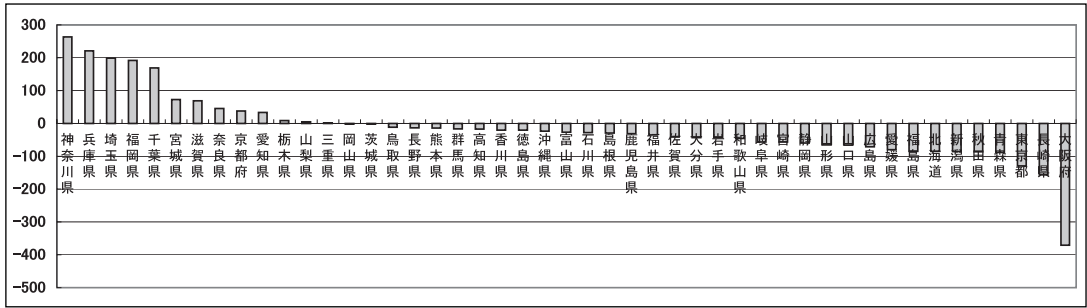 300
200
100
0
-100
-200
-300
-400
-500
神奈川県
兵庫県
埼玉県
福岡県
千葉県
宮城県
滋賀県
奈良県
京都府
愛知県
栃木県
山梨県
三重県
岡山県
茨城県
鳥取県
長野県
熊本県
群馬県
高知県
香川県
徳島県
沖縄県
富山県
石川県
島根県
鹿児島県
福井県
佐賀県
大分県
岩手県
和歌山県
岐阜県
宮崎県
静岡県
山形県
山口県
広島県
愛媛県
福島県
北海道
新潟県
秋田県
青森県
東京都
長崎県
大阪府